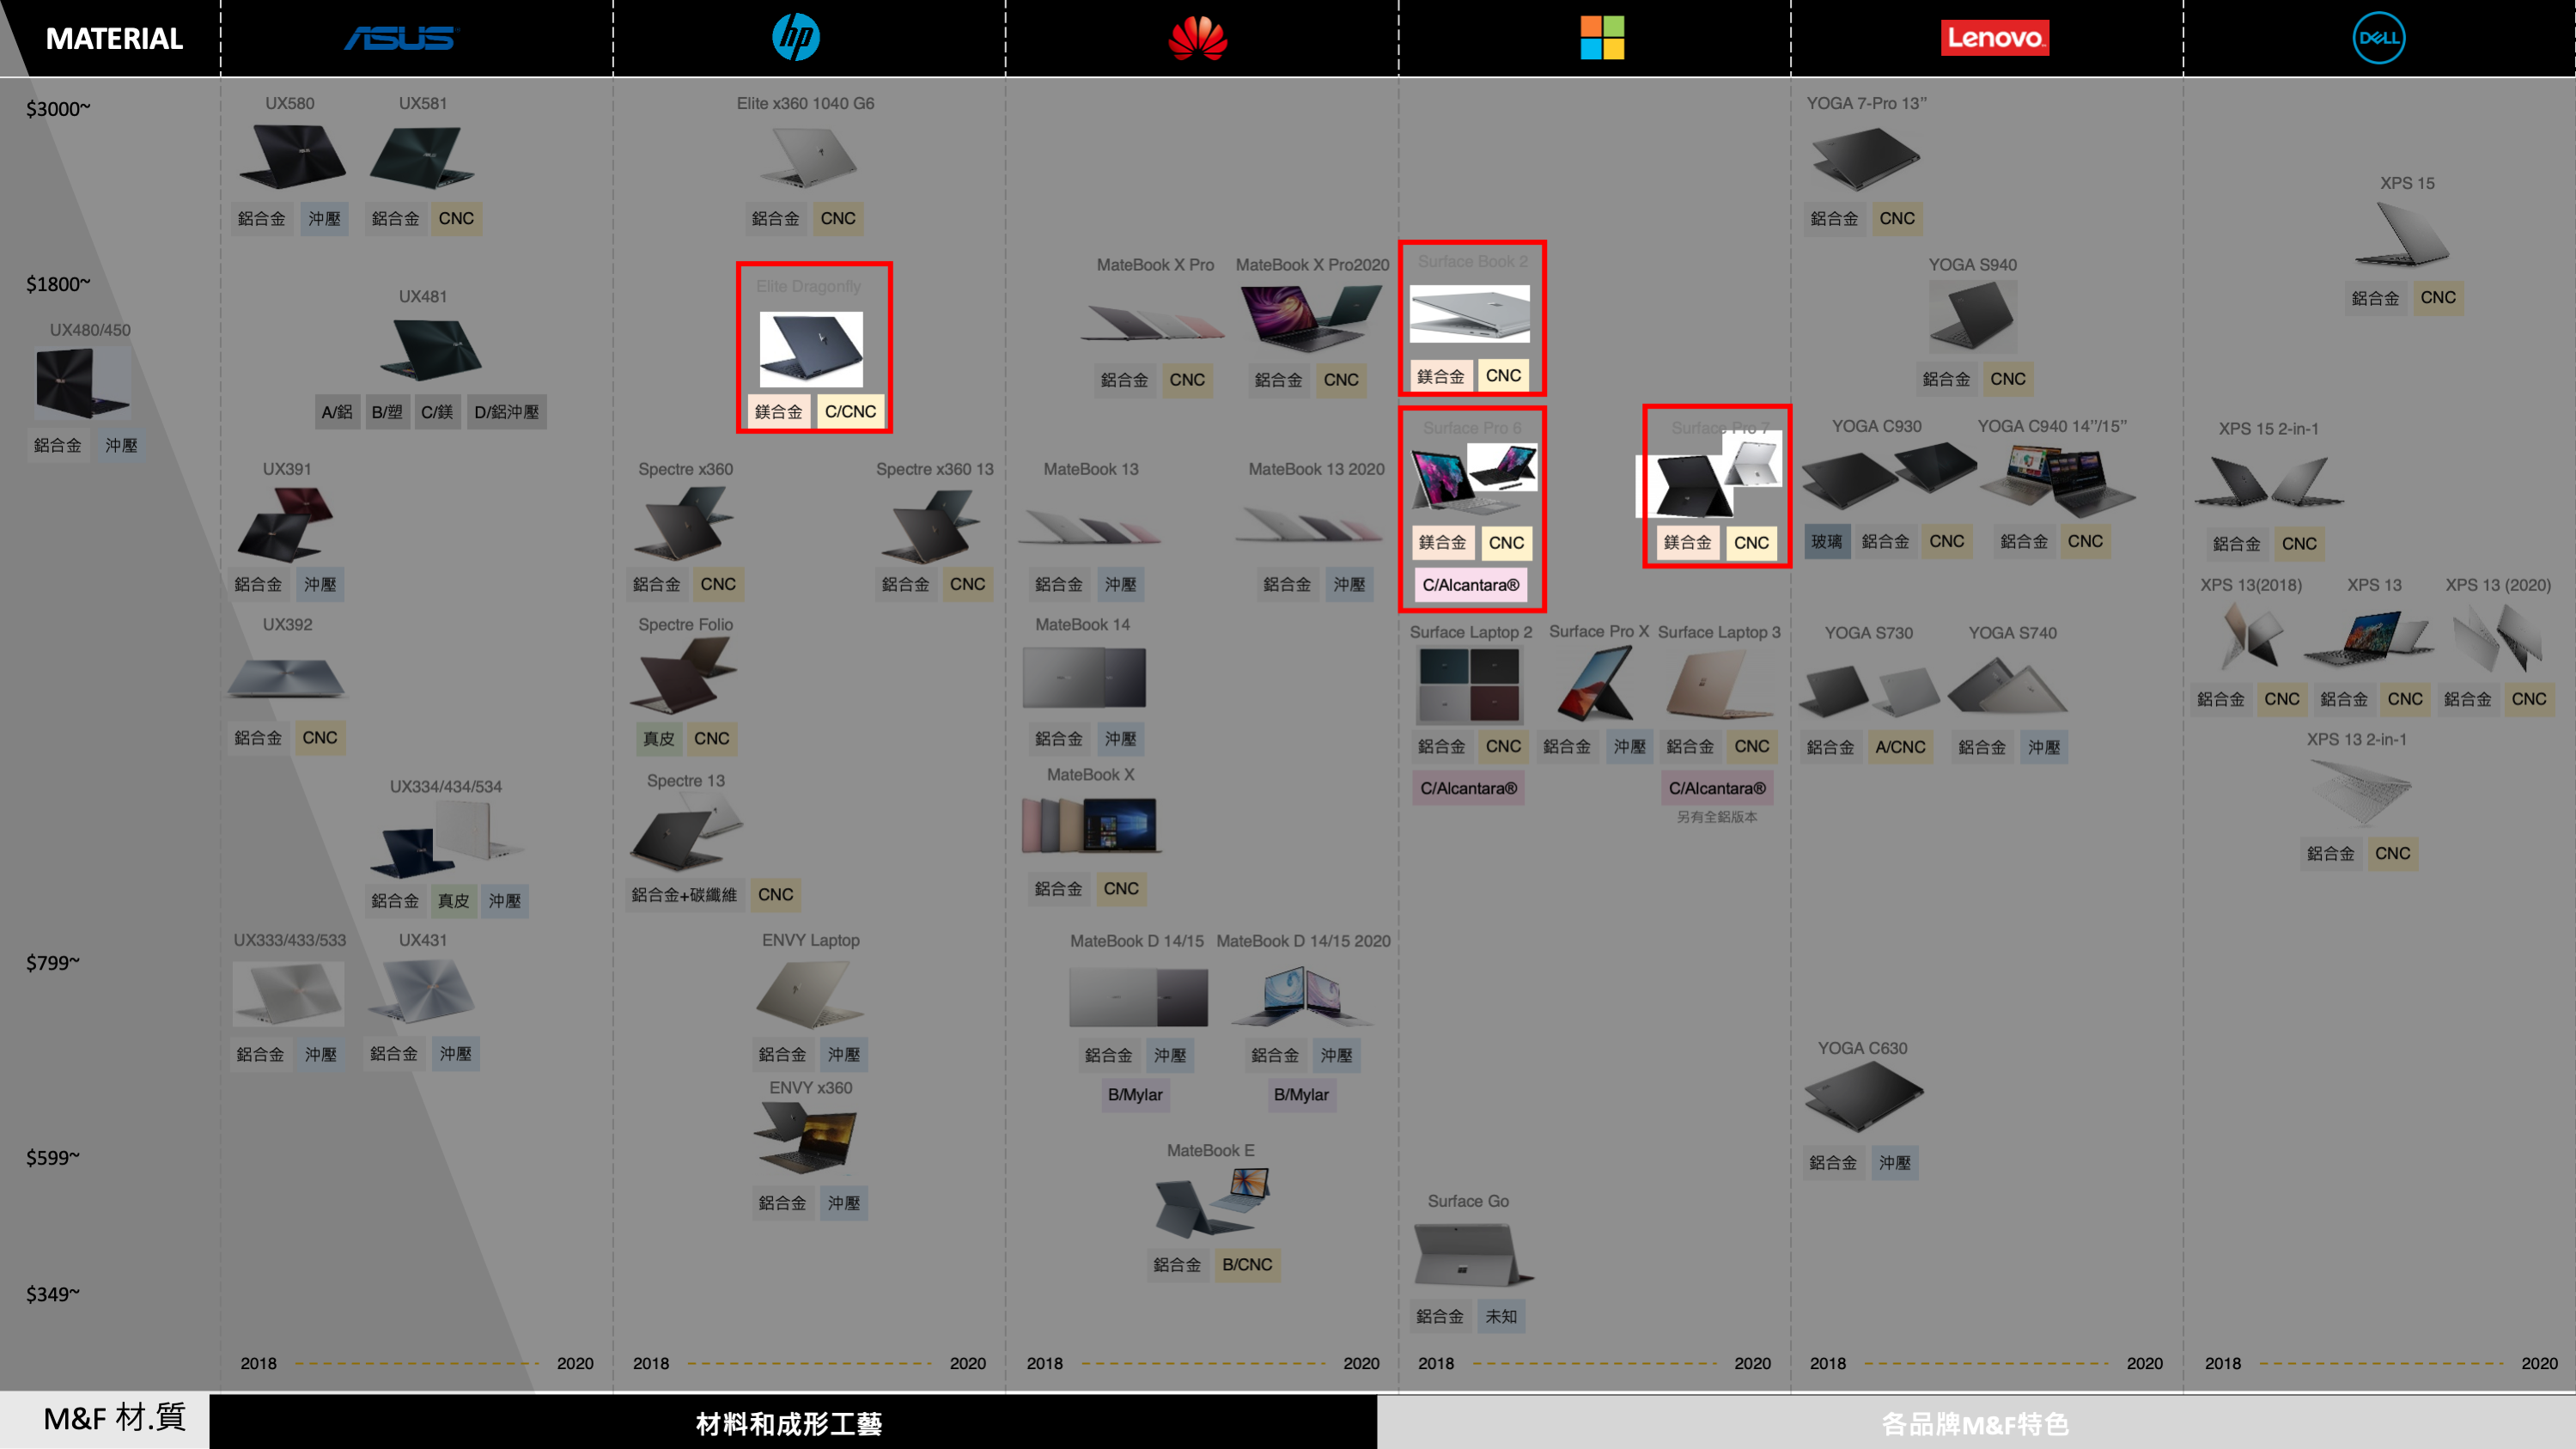 MATERIAL
ASUS
hp
Lenovo
DELL
$3000~
$1800~
$799~
$599~
$349~
UX480/450
鋁合金 沖壓
UX580 UX581
鋁合金 沖壓 鋁合金 CNC
UX481
A/鋁 B/塑 C/鎂 D/鋁沖壓
UX391
鋁合金 沖壓
UX392
鋁合金 CNC
UX334/434/534
鋁合金 真皮 沖壓
UX333/433/533 UX431
鋁合金 沖壓 鋁合金 沖壓
2018 2020
Elite x360 1040 G6
鋁合金 CNC
Elite Dragonfly
鎂合金 C/CNC
Spectre x360 Spectre x360 13
鋁合金 CNC 鋁合金 CNC
Spectre Folio
真皮 CNC
Spectre 13
鋁合金+碳纖維 CNC
ENVY Laptop
鋁合金 沖壓
ENVY x360
鋁合金 沖壓
2018 2020
MateBook X Pro MateBook X Pro2020
鋁合金 CNC 鋁合金 CNC
MateBook 13 MateBook 13 2020
鋁合金 沖壓 鋁合金 沖壓
MateBook 14
鋁合金 沖壓
MateBook X
鋁合金 CNC
MateBook D 14/15 MateBook D 14/15 2020
鋁合金 沖壓 鋁合金 沖壓
B/Mylar B/Mylar
MateBook E
鋁合金 B/CNC
2018 2020
Surface Book 2
鎂合金 CNC
Surface Pro 6 Surface Pro 7
鎂合金 CNC 鎂合金 CNC
C/Alcantara®
Surface Laptop 2 Surface Pro X Surface Laptop 3
鋁合金 CNC 鋁合金 沖壓 鋁合金 CNC
C/Alcantara® C/Alcantara®
另有全鋁版本
Surface Go
鋁合金 未知
2018 2020
YOGA 7-Pro 13”
鋁合金 CNC
YOGA S940
鋁合金 CNC
YOGA C930 YOGA C940 14”/15”
玻璃 鋁合金 CNC 鋁合金 CNC
YOGA S730 YOGA S740
鋁合金 A/CNC 鋁合金 沖壓
YOGA C630
鋁合金 沖壓
2018 2020
XPS 15
鋁合金 CNC
XPS 15 2-in-1
鋁合金 CNC
XPS 13(2018) XPS 13 XPS 13 (2020)
鋁合金 CNC 鋁合金 CNC 鋁合金 CNC
XPS 13 2-in-1
鋁合金 CNC
2018 2020
M&F 材.質
材料和成形工藝
各品牌M&F特色